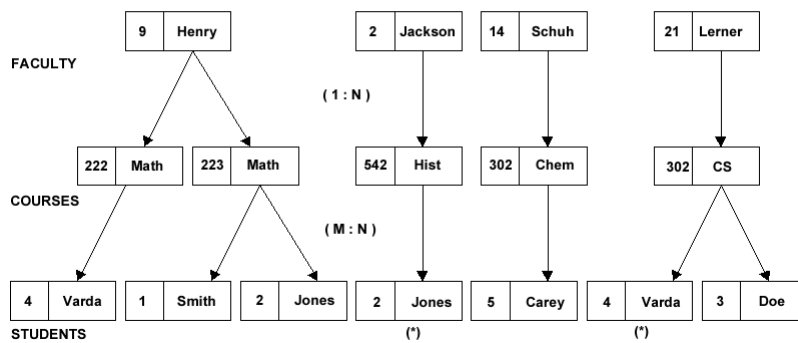 9 Henry 2 Jackson 14 Schuh 21 Lerner
FACULTY
( 1 : N )
222 Math 223 Math 542 Hist 302 Chem 302 CS
COURSES
( M : N )
4 Varda 1 Smith 2 Jones 2 Jones 5 Carey 4 Varda 3 Doe
STUDENTS (*) (*)